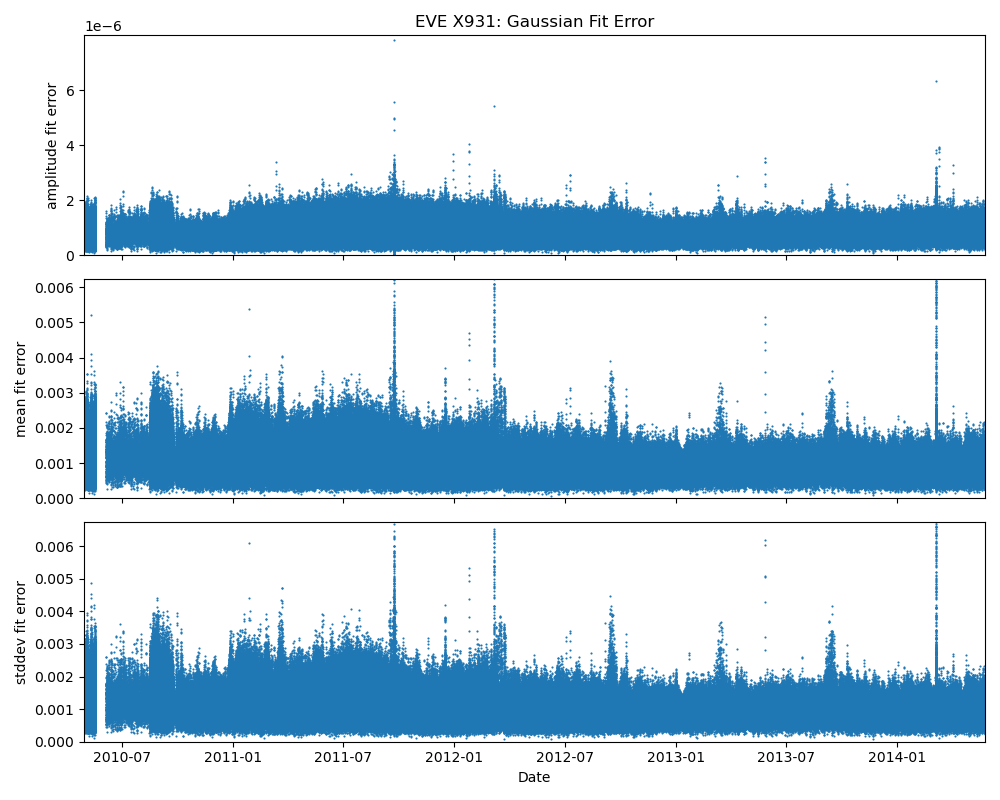 EVE X931: Gaussian Fit Error
1e−6
amplitude fit error
6
4
2
0
mean fit error
0.006
0.005
0.004
0.003
0.002
0.001
0.000
stddev fit error
0.006
0.005
0.004
0.003
0.002
0.001
0.000
2010-07 2011-01 2011-07 2012-01 2012-07 2013-01 2013-07 2014-01
Date